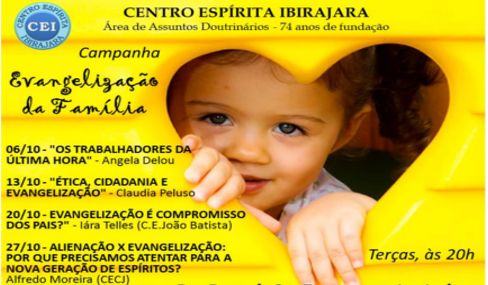 CENTRO ESPÍRITA IBIRAJARA
Área de Assuntos Doutrinários - 74 anos de fundação
CENTRO ESPÍRITA
CEI
IBIRAJARA
Campanha
Evangelização
da Família
06/10 - "OS TRABALHADORES DA
ÚLTIMA HORA" - Angela Delou
13/10 - "ÉTICA, CIDADANIA E
EVANGELIZAÇÃO" - Claudia Peluso
20/10 - EVANGELIZAÇÃO É COMPROMISSO
DOS PAIS?" - Iára Telles (C.E.João Batista)
27/10 - ALIENAÇÃO X EVANGELIZAÇÃO:
POR QUE PRECISAMOS ATENTAR PARA A
NOVA GERAÇÃO DE ESPÍRITOS?
Alfredo Moreira (CECJ)
Terças, às 20h